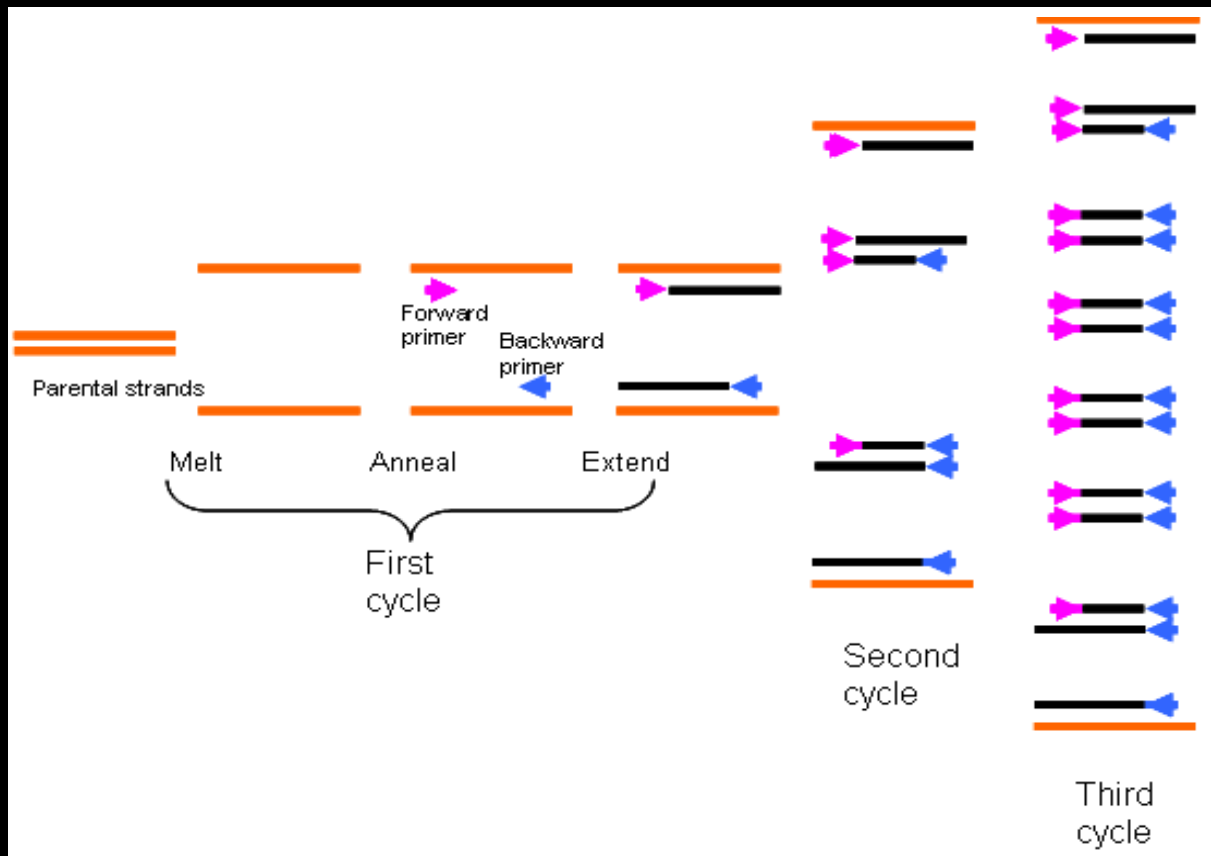 Forward
primer
Backward
primer
Parental strands
Melt
Anneal
Extend
First
cycle
Second
cycle
Third
cycle